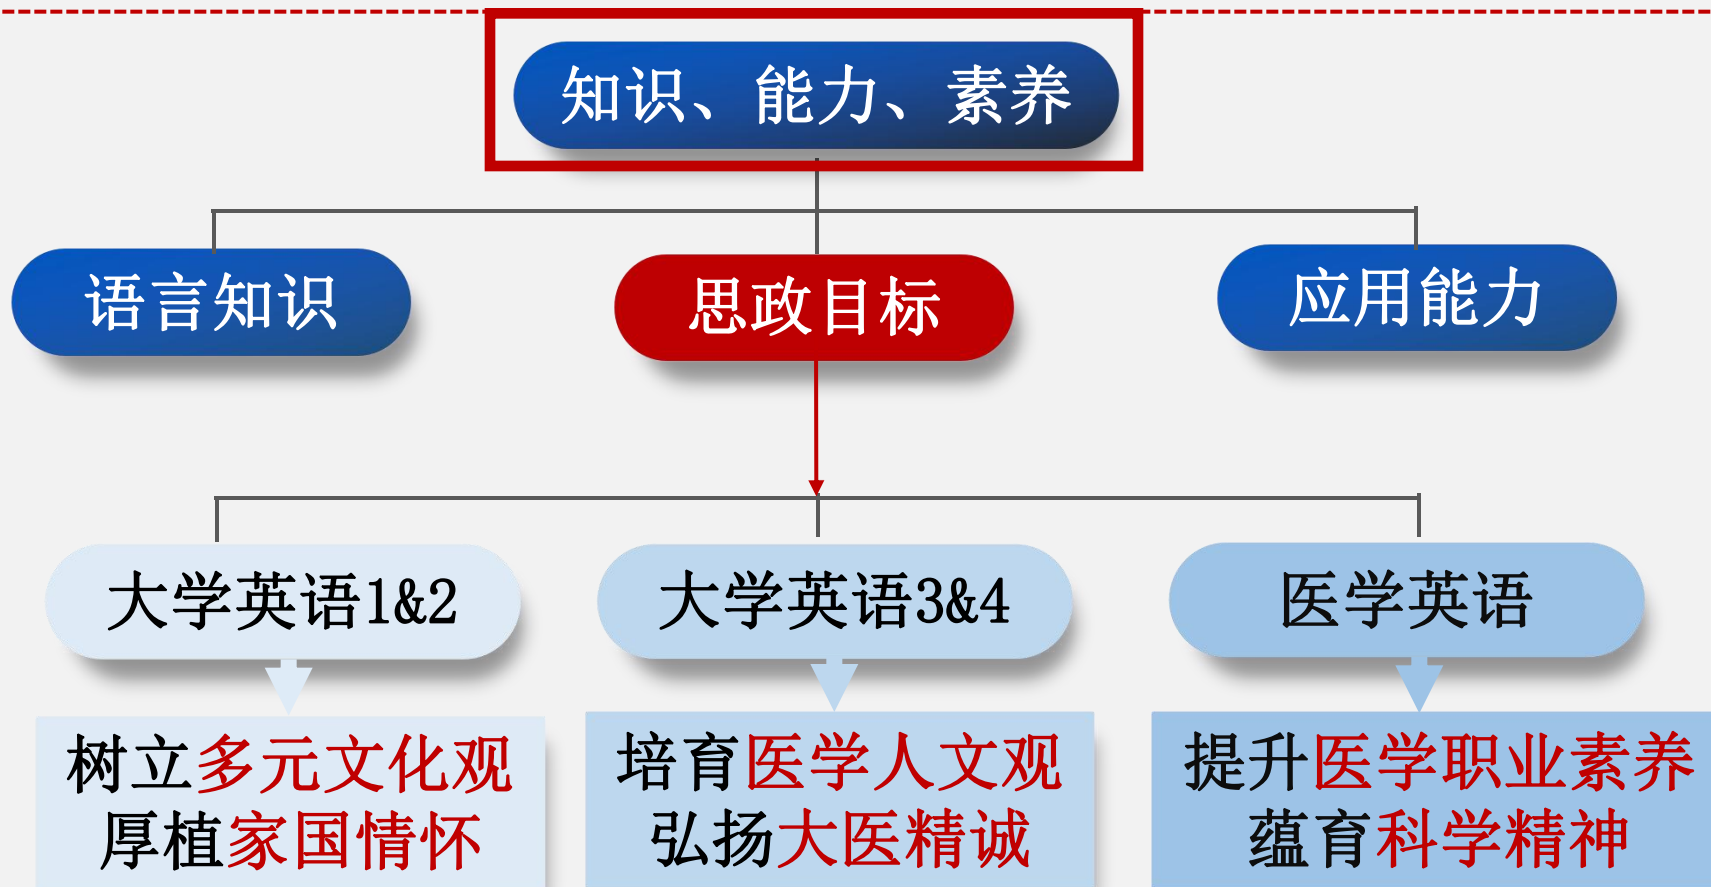 知识、能力、素养
语言知识
思政目标
应用能力
大学英语1&2
大学英语3&4
医学英语
树立多元文化观
厚植家国情怀
培育医学人文观
弘扬大医精诚
提升医学职业素养
蕴育科学精神